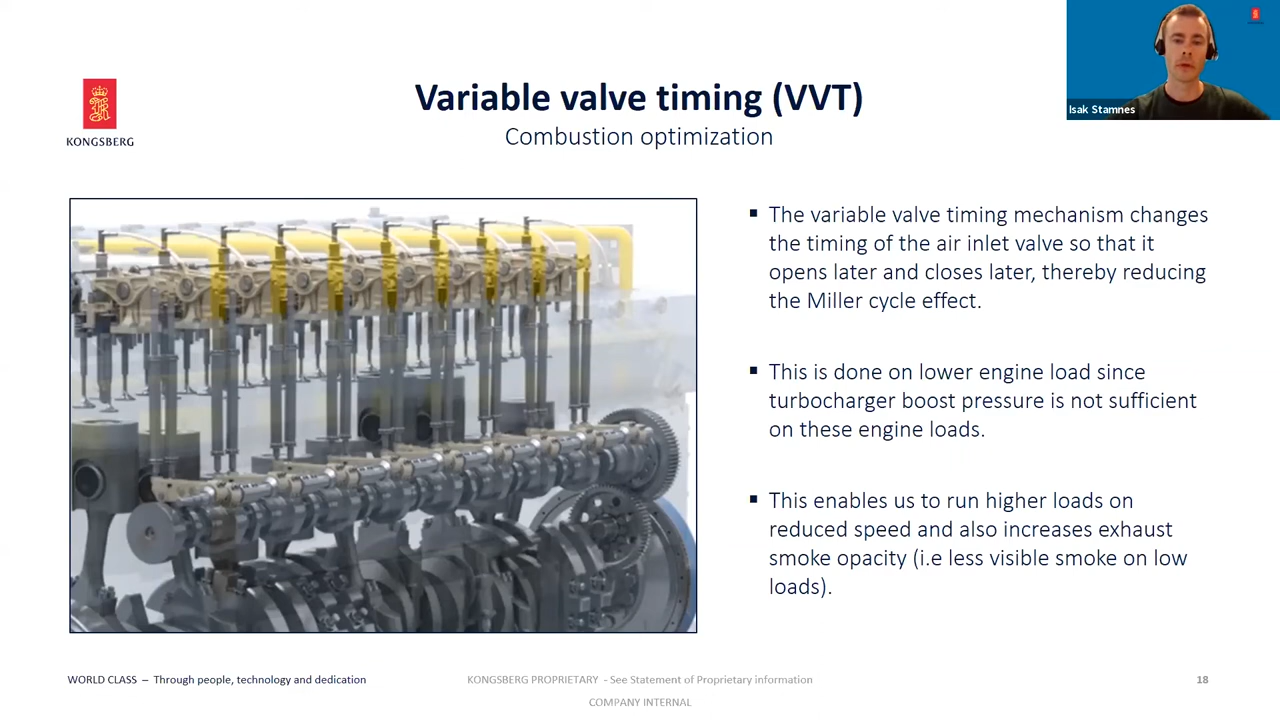 Isak Stamnes
KONGSBERG
Variable valve timing (VVT)
Combustion optimization
▪ The variable valve timing mechanism changes
the timing of the air inlet valve so that it
opens later and closes later, thereby reducing
the Miller cycle effect.
▪ This is done on lower engine load since
turbocharger boost pressure is not sufficient
on these engine loads.
▪ This enables us to run higher loads on
reduced speed and also increases exhaust
smoke opacity (i.e less visible smoke on low
loads).
WORLD CLASS – Through people, technology and dedication
KONGSBERG PROPRIETARY - See Statement of Proprietary information
18
COMPANY INTERNAL